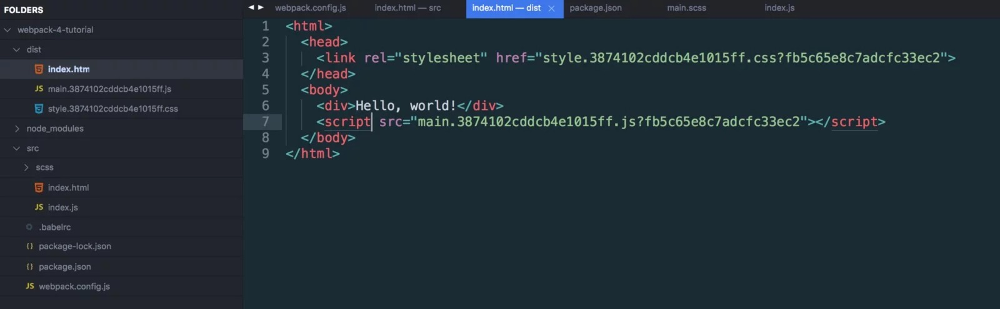 FOLDERS
webpack-4-tutorial
dist
index.htm
main.3874102cddcb4e1015ff.js
style.3874102cddcb4e1015ff.css
node_modules
src
scss
index.html
index.js
.babelrc
package-lock.json
package.json
webpack.config.js
webpack.config.js index.html — src index.html — dist package.json main.scss index.js
1 <html>
2 <head>
3 <link rel="stylesheet" href="style.3874102cddcb4e1015ff.css?fb5c65e8c7adcfc33ec2">
4 </head>
5 <body>
6 <div>Hello, world!</div>
7 <script src="main.3874102cddcb4e1015ff.js?fb5c65e8c7adcfc33ec2"></script>
8 </body>
9 </html>